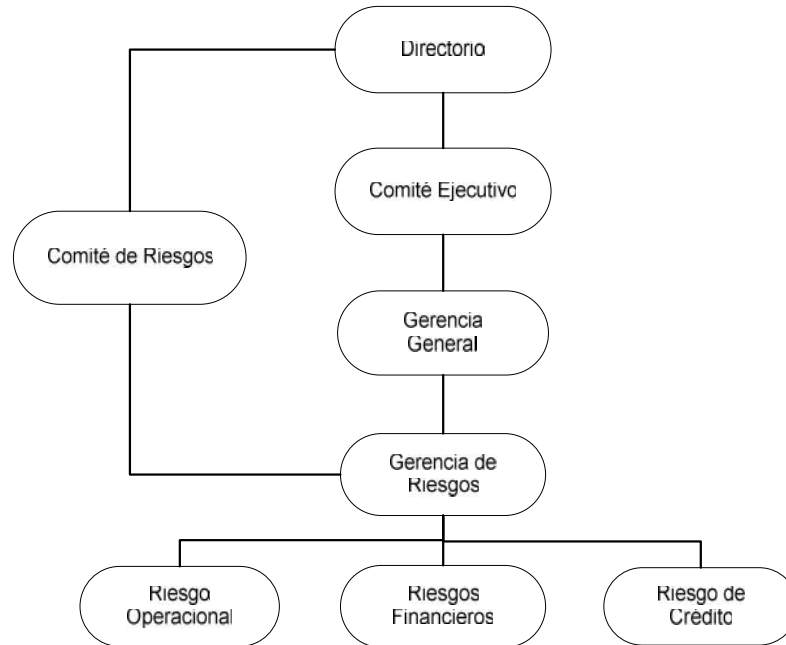 Directorio
Comité Ejecutivo
Comité de Riesgos
Gerencia
General
Gerencia de
Riesgos
Riesgo
Operacional
Riesgos
Financieros
Riesgo de
Crédito